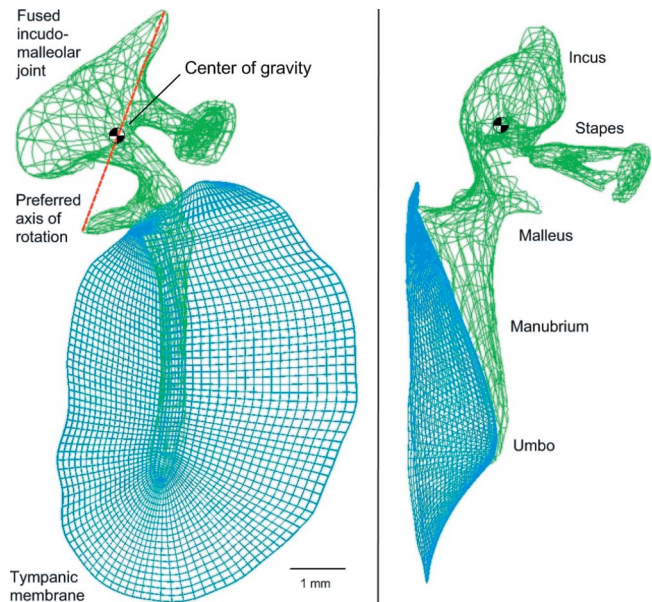 Fused
incudo-
malleolar
joint
Center of gravity
Preferred
axis of
rotation
Tympanic
membrane
1 mm
Incus
Stapes
Malleus
Manubrium
Umbo